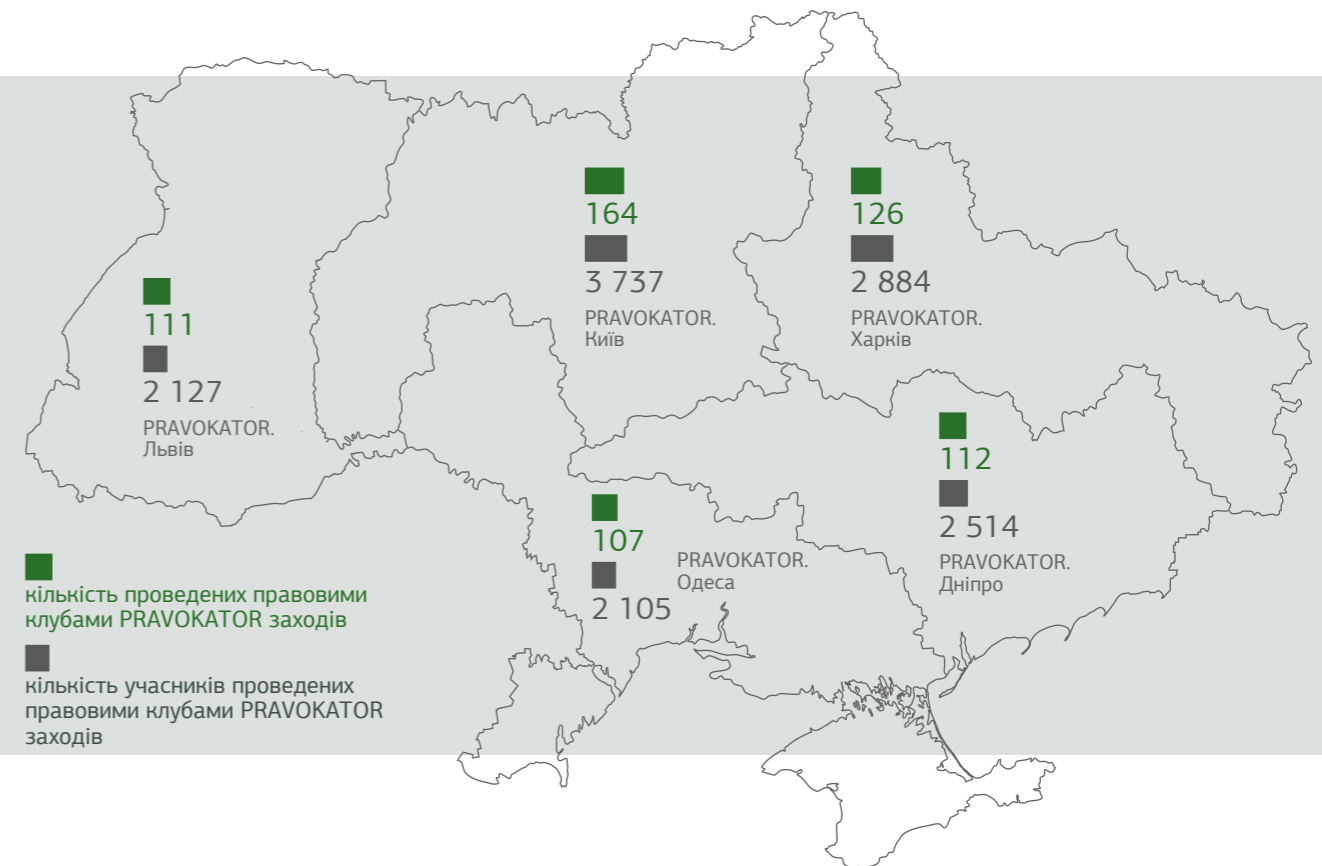 164
3 737
PRAVOKATOR.
Київ
126
2 884
PRAVOKATOR.
Харків
111
2 127
PRAVOKATOR.
Львів
112
2 514
PRAVOKATOR.
Дніпро
107
2 105
PRAVOKATOR.
Одеса
кількість проведених правовими
клубами PRAVOKATOR заходів
кількість учасників проведених
правовими клубами PRAVOKATOR
заходів